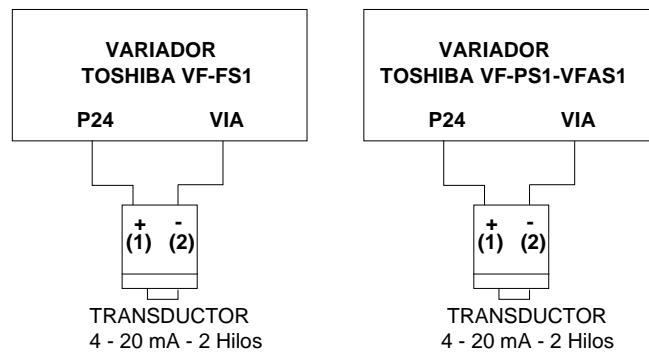 VARIADOR
TOSHIBA VF-FS1
P24 VIA
+ -
(1) (2)
TRANSDUCTOR
4 - 20 mA - 2 Hilos
VARIADOR
TOSHIBA VF-PS1-VFAS1
P24 VIA
+ -
(1) (2)
TRANSDUCTOR
4 - 20 mA - 2 Hilos